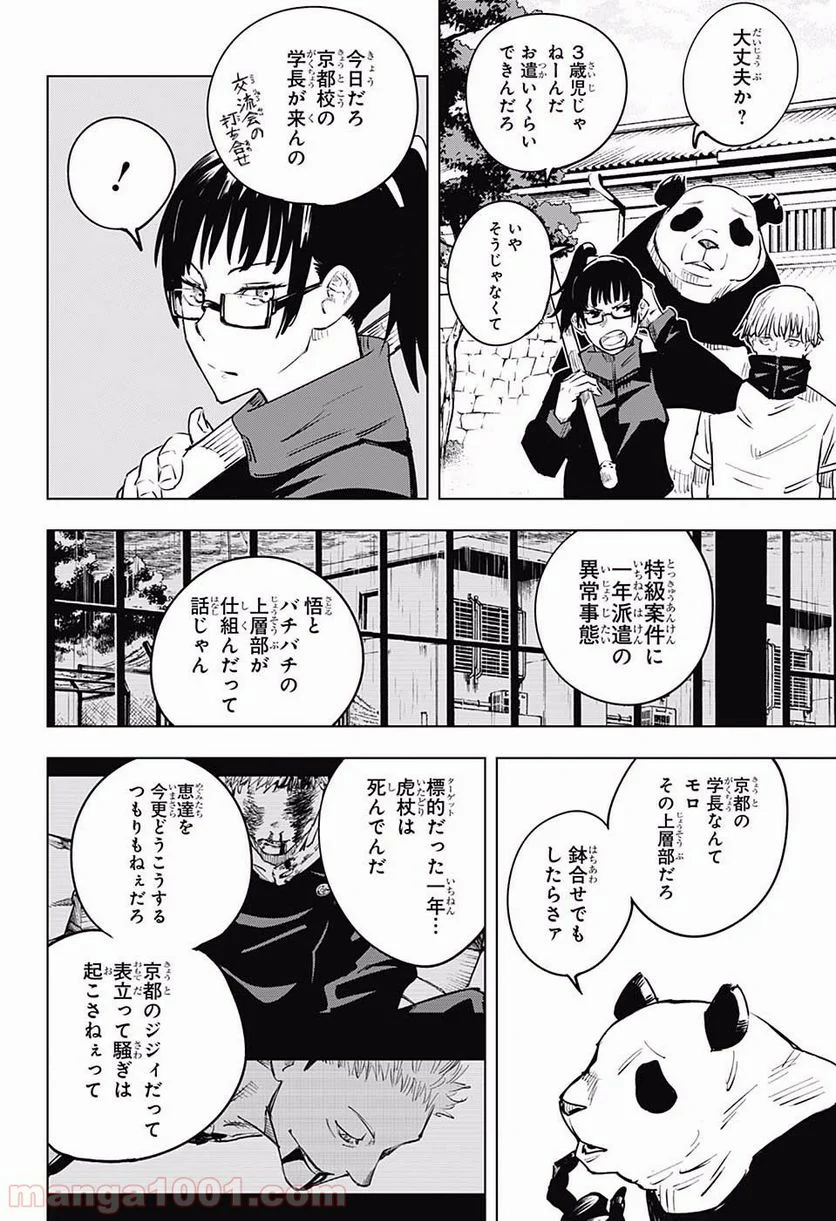 大丈夫か？
３歳児じゃ
ねーんだ
お遣いくらい
できんだろ
いや
そうじゃなくて
今日だろ
京都校の
学長が来んの
交流会の
打ち合せ
！
特級案件に
一年派遣の
異常事態
悟と
バチバチの
上層部が
仕組んだって
話じゃん
京都の
学長なんて
モロ
その上層部だろ
鉢合せでも
したらさァ
標的だった一年…
虎杖は
死んでんだ
恵達を
今更どうこうする
つもりもねぇだろ
京都のジジィだって
表立って騒ぎは
起こさねぇって
manga1001.com